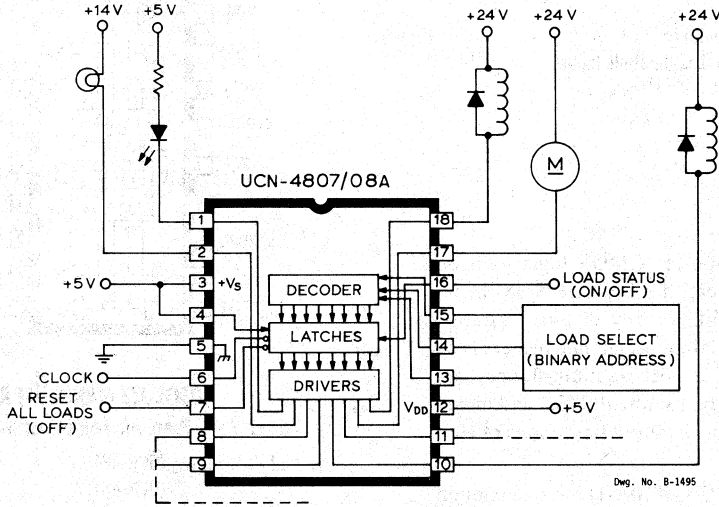 +14 V
+5 V
+24 V
+24 V
+24 V
M
UCN-4807/08A
1
18
2
17
+5 V
3
+VS
DECODER
16
LOAD STATUS
(ON/OFF)
4
15
LATCHES
LOAD SELECT
(BINARY ADDRESS)
5
14
CLOCK
6
DRIVERS
13
RESET
ALL LOADS
(OFF)
7
VDD
12
+5 V
8
11
9
10
Dwg. No. B-1495